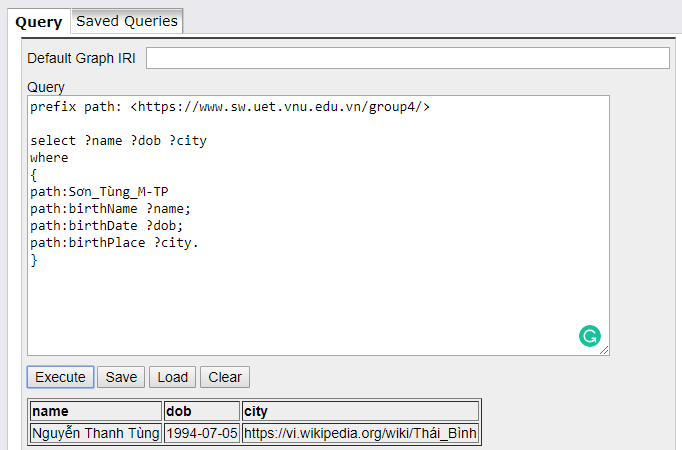 Query Saved Queries
Default Graph IRI
Query
prefix path: <https://www.sw.uet.vnu.edu.vn/group4/>
select ?name ?dob ?city
where
{
path:Sơn_Tùng_M-TP
path:birthName ?name;
path:birthDate ?dob;
path:birthPlace ?city.
}
Execute Save Load Clear
name dob city
Nguyễn Thanh Tùng 1994-07-05 https://vi.wikipedia.org/wiki/Thái_Bình